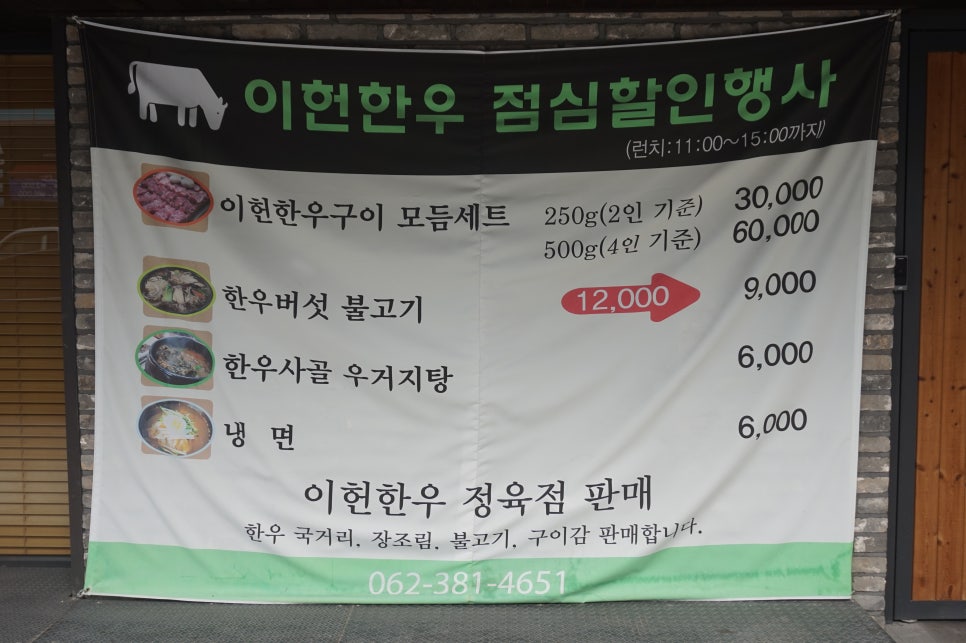 이헌한우 점심할인행사
(런치:11:00~15:00까지)
이헌한우구이 모듬세트 250g(2인 기준) 30,000
500g(4인 기준) 60,000
한우버섯 불고기 12,000 9,000
한우사골 우거지탕 6,000
냉 면 6,000
이헌한우 정육점 판매
한우 국거리. 장조림. 불고기. 구이감 판매합니다.
062-381-4651